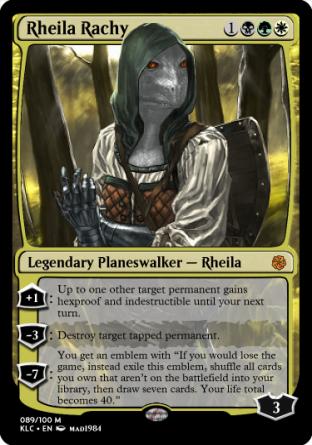 Rheila Rachy 1
Legendary Planeswalker — Rheila
+1: Up to one other target permanent gains
hexproof and indestructible until your next
turn.
-3: Destroy target tapped permanent.
-7: You get an emblem with “If you would lose the
game, instead exile this emblem, shuffle all cards
you own that aren't on the battlefield into your
library, then draw seven cards. Your life total
becomes 40.”
3
089/100 M
KLC • EN MAD1984